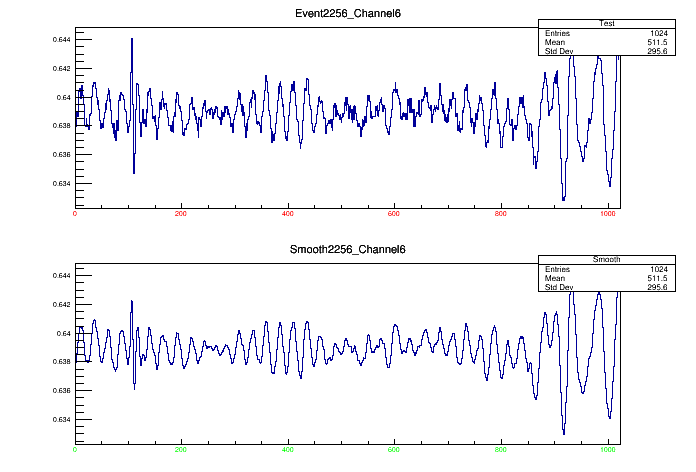 Event2256_Channel6
Test
Entries 1024
Mean 511.5
Std Dev 295.6
0.644
0.642
0.64
0.638
0.636
0.634
0 200 400 600 800 1000
Smooth2256_Channel6
Smooth
Entries 1024
Mean 511.5
Std Dev 295.6
0.644
0.642
0.64
0.638
0.636
0.634
0 200 400 600 800 1000